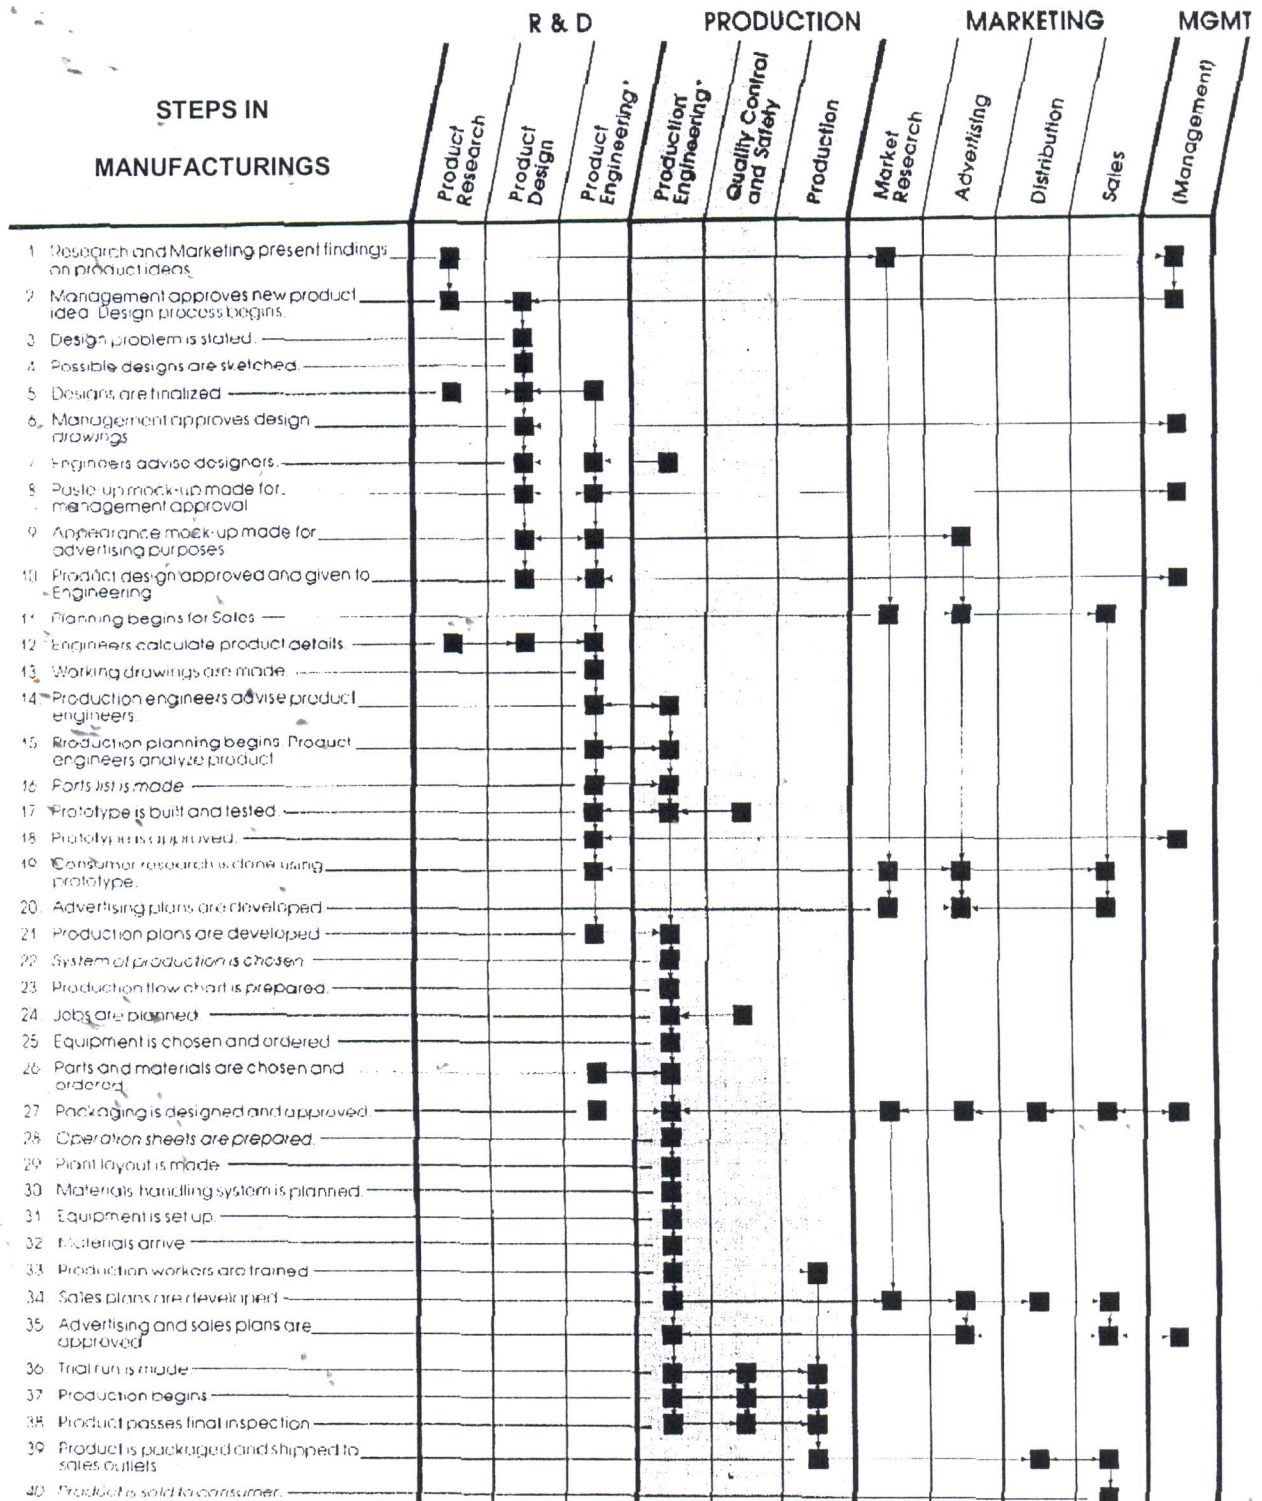 R & D PRODUCTION MARKETING MGMT
STEPS IN
MANUFACTURINGS
Product
Research
Product
Design
Product
Engineering*
Production
Engineering*
Quality Control
and Safety
Production
Market
Research
Advertising
Distribution
Sales
(Management)
1 Research and Marketing present findings
on product ideas
2 Management approves new product
idea. Design process begins.
3 Design problem is stated.
4 Possible designs are sketched.
5 Designs are finalized
6. Management approves design
drawings
7 Engineers advise designers.
8 Paste-up mock-up made for
management approval
9 Appearance mock-up made for
advertising purposes
10 Product design approved and given to
Engineering
11 Planning begins for Sales
12 Engineers calculate product details.
13. Working drawings are made.
14. Production engineers advise product
engineers.
15 Production planning begins. Product
engineers analyze product
16 Parts list is made
17 Prototype is built and tested.
18 Prototype is approved.
19 Consumer research is done using
prototype.
20. Advertising plans are developed
21 Production plans are developed
22 System of production is chosen
23. Production flow chart is prepared.
24. Jobs are planned
25 Equipment is chosen and ordered
26 Parts and materials are chosen and
ordered
27 Packaging is designed and approved.
28. Operation sheets are prepared.
29 Plant layout is made
30 Materials handling system is planned.
31 Equipment is set up.
32 Materials arrive
33 Production workers are trained.
34 Sales plans are developed
35 Advertising and sales plans are
approved
36 Trial run is made
37 Production begins
38 Product passes final inspection
39 Product is packaged and shipped to
sales outlets
40 Product is sold to consumer.